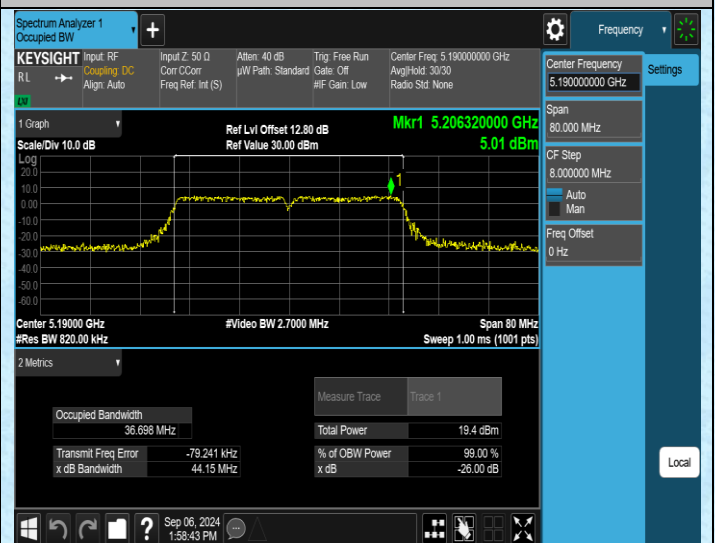 Spectrum Analyzer 1
Occupied BW
Frequency
KEYSIGHT
Input: RF
Input Z: 50 Ω
Atten: 40 dB
Trig: Free Run
Center Freq: 5.190000000 GHz
RL
Coupling: DC
Corr CCorr
µW Path: Standard
Gate: Off
Avg|Hold: 30/30
Align: Auto
Freq Ref: Int (S)
#IF Gain: Low
Radio Std: None
Center Frequency
5.190000000 GHz
Settings
Span
80.000 MHz
CF Step
8.000000 MHz
Auto
Man
Freq Offset
0 Hz
1 Graph
Ref Lvl Offset 12.80 dB
Mkr1 5.206320000 GHz
Scale/Div 10.0 dB
Ref Value 30.00 dBm
5.01 dBm
Log
20.0
10.0
0.00
-10.0
-20.0
-30.0
-40.0
-50.0
-60.0
1
Center 5.19000 GHz
#Video BW 2.7000 MHz
Span 80 MHz
#Res BW 820.00 kHz
Sweep 1.00 ms (1001 pts)
2 Metrics
Measure Trace
Trace 1
Occupied Bandwidth
36.698 MHz
Total Power
19.4 dBm
Transmit Freq Error
-79.241 kHz
% of OBW Power
99.00 %
x dB Bandwidth
44.15 MHz
x dB
-26.00 dB
Local
?
Sep 06, 2024
1:58:43 PM